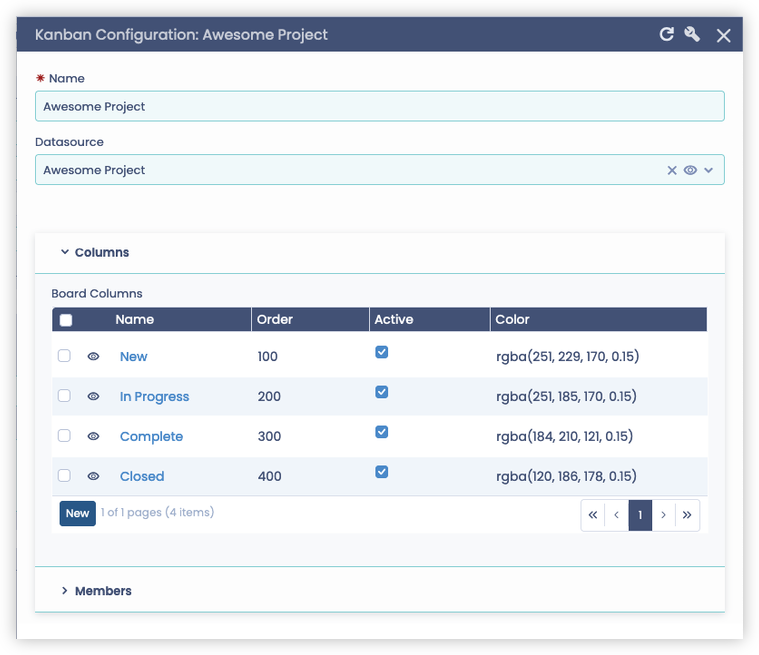 Kanban Configuration: Awesome Project
✷ Name
Awesome Project
Datasource
Awesome Project
Columns
Board Columns
Name Order Active Color
New 100 rgba(251, 229, 170, 0.15)
In Progress 200 rgba(251, 185, 170, 0.15)
Complete 300 rgba(184, 210, 121, 0.15)
Closed 400 rgba(120, 186, 178, 0.15)
New 1 of 1 pages (4 items) « ‹ 1 › »
Members